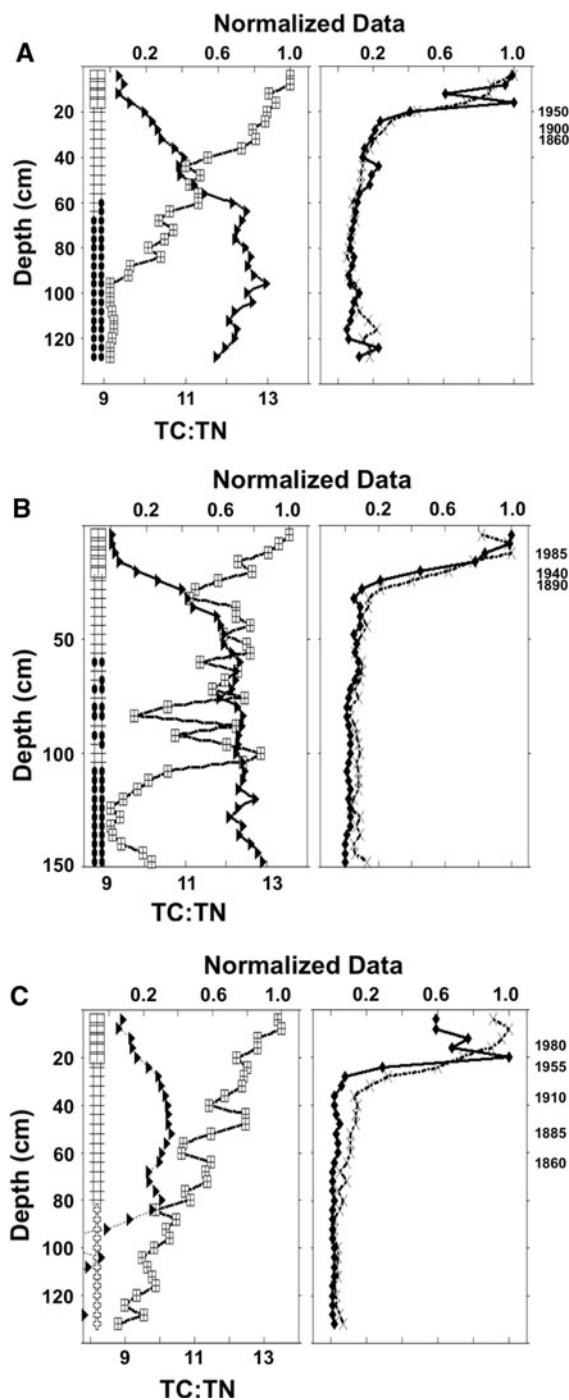 A
Normalized Data
0.2 0.6 1.0 0.2 0.6 1.0
Depth (cm)
20
40
60
80
100
120
1950
1900
1860
9 11 13
TC:TN
B
Normalized Data
0.2 0.6 1.0 0.2 0.6 1.0
Depth (cm)
50
100
150
1985
1940
1890
9 11 13
TC:TN
C
Normalized Data
0.2 0.6 1.0 0.2 0.6 1.0
Depth (cm)
20
40
60
80
100
120
1980
1955
1910
1885
1860
9 11 13
TC:TN